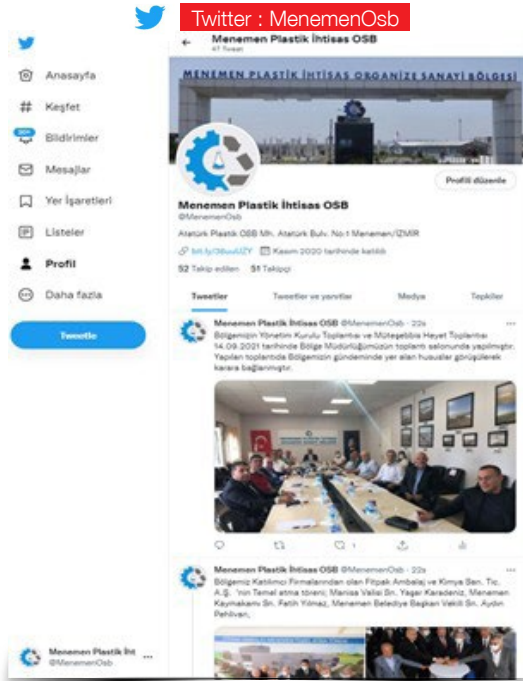 Twitter : MenemenOsb
Menemen Plastik İhtisas OSB
47 Tweet
Anasayfa
Keşfet
20+
Bildirimler
Mesajlar
Yer İşaretleri
Listeler
Profil
Daha fazla
Tweetle
MENEMEN PLASTİK İHTİSAS ORGANİZE SANAYİ BÖLGESİ
Profili düzenle
Menemen Plastik İhtisas OSB
@MenemenOsb
Atatürk Plastik OSB Mh. Atatürk Bulv. No:1 Menemen/İZMİR
Kasım 2020 tarihinde katıldı
52 Takip edilen 51 Takipçi
Tweetler Tweetler ve yanıtlar Medya Tepkiler
Menemen Plastik İhtisas OSB @MenemenOsb · 22s
Bölgemizin Yönetim Kurulu Toplantısı ve Müteşebbis Heyet Toplantısı
14.09.2021 tarihinde Bölge Müdürlüğümüzün toplantı salonunda yapılmıştır.
Yapılan toplantıda Bölgemizin gündeminde yer alan hususlar görüşülerek
karara bağlanmıştır.
1
Menemen Plastik İhtisas OSB @MenemenOsb · 22s
Bölgemiz Katılımcı Firmalarından olan Fitpak Ambalaj ve Kimya San. Tic.
A.Ş. 'nin Temel atma töreni; Manisa Valisi Sn. Yaşar Karadeniz, Menemen
Kaymakamı Sn. Fatih Yılmaz, Menemen Belediye Başkan Vekili Sn. Aydın
Pehlivan,
Menemen Plastik İht
@MenemenOsb